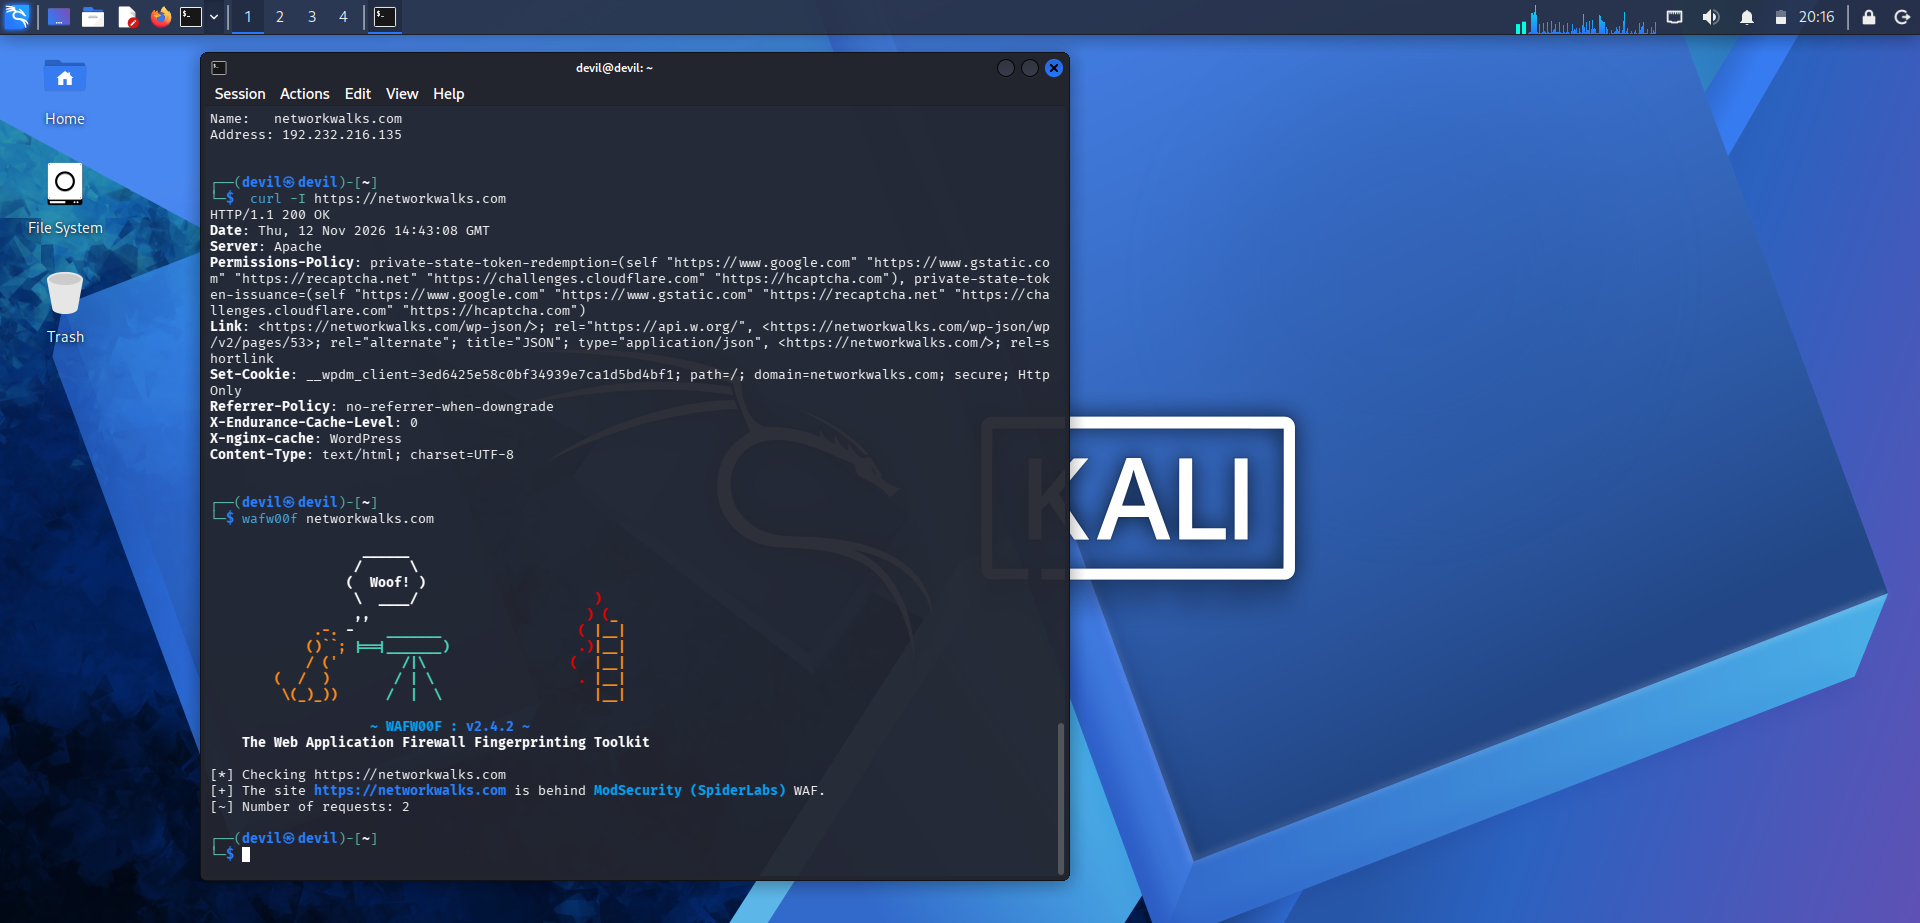 1 2 3 4
20:16
Home
File System
Trash
devil@devil: ~
Session Actions Edit View Help
Name:   networkwalks.com
Address: 192.232.216.135
┌──(devil㉿devil)-[~]
└─$  curl -I https://networkwalks.com
HTTP/1.1 200 OK
Date: Thu, 12 Nov 2026 14:43:08 GMT
Server: Apache
Permissions-Policy: private-state-token-redemption=(self "https://www.google.com" "https://www.gstatic.co
m" "https://recaptcha.net" "https://challenges.cloudflare.com" "https://hcaptcha.com"), private-state-tok
en-issuance=(self "https://www.google.com" "https://www.gstatic.com" "https://recaptcha.net" "https://cha
llenges.cloudflare.com" "https://hcaptcha.com")
Link: <https://networkwalks.com/wp-json/>; rel="https://api.w.org/", <https://networkwalks.com/wp-json/wp
/v2/pages/53>; rel="alternate"; title="JSON"; type="application/json", <https://networkwalks.com/>; rel=s
hortlink
Set-Cookie: __wpdm_client=3ed6425e58c0bf34939e7ca1d5bd4bf1; path=/; domain=networkwalks.com; secure; Http
Only
Referrer-Policy: no-referrer-when-downgrade
X-Endurance-Cache-Level: 0
X-nginx-cache: WordPress
Content-Type: text/html; charset=UTF-8
┌──(devil㉿devil)-[~]
└─$ wafw00f networkwalks.com
Woof!
~ WAFW00F : v2.4.2 ~
The Web Application Firewall Fingerprinting Toolkit
[*] Checking https://networkwalks.com
[+] The site https://networkwalks.com is behind ModSecurity (SpiderLabs) WAF.
[~] Number of requests: 2
┌──(devil㉿devil)-[~]
└─$
KALI